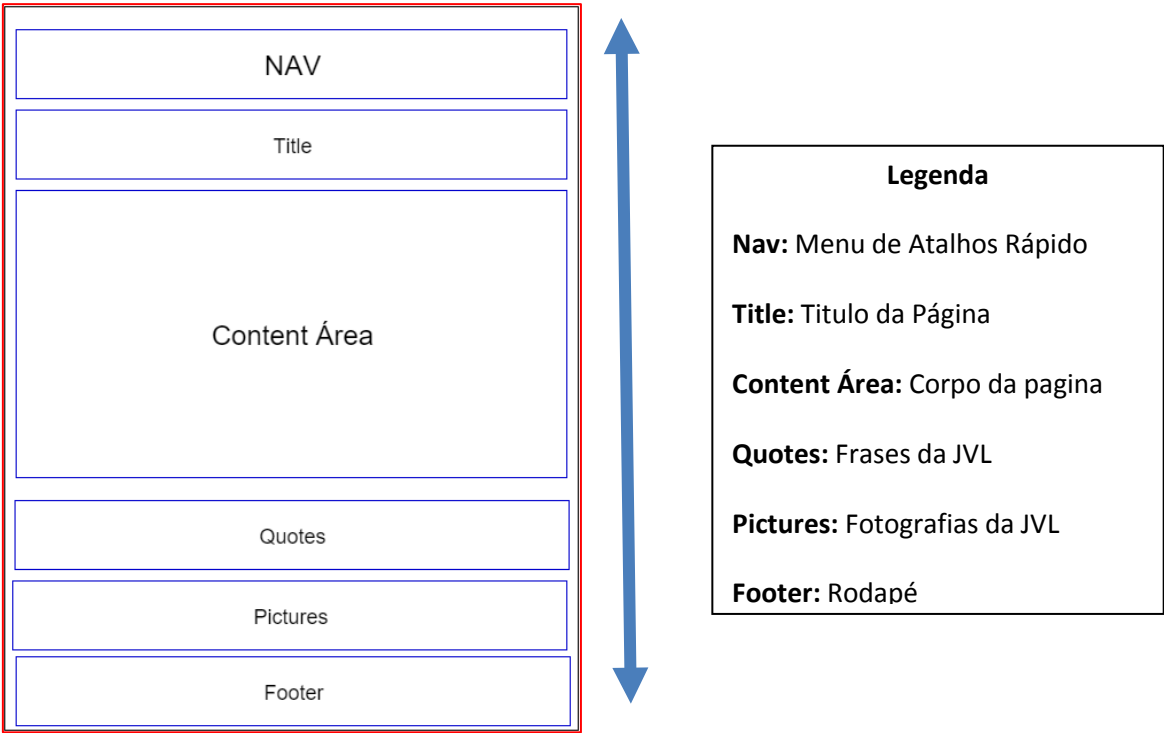 NAV
Title
Content Área
Quotes
Pictures
Footer
Legenda
Nav: Menu de Atalhos Rápido
Title: Titulo da Página
Content Área: Corpo da pagina
Quotes: Frases da JVL
Pictures: Fotografias da JVL
Footer: Rodapé